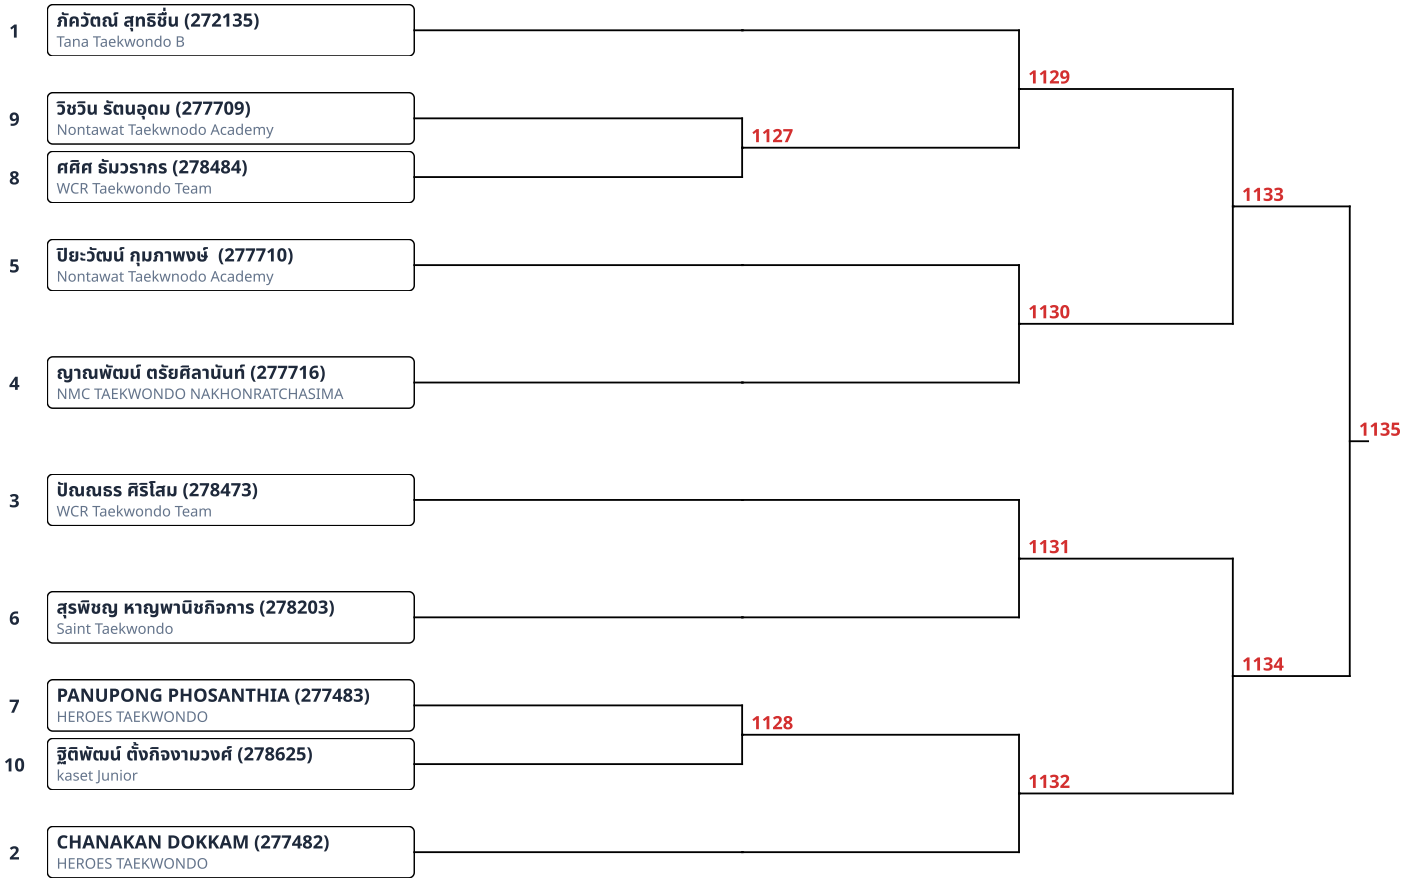 1
ภัควัตณ์ สุทธิชื่น (272135)
Tana Taekwondo B
1129
9
วิชวิน รัตนอุดม (277709)
Nontawat Taekwnodo Academy
1127
8
ศศิศ ธัมวรากร (278484)
WCR Taekwondo Team
1133
5
ปิยะวัฒน์ กุมภาพงษ์ (277710)
Nontawat Taekwnodo Academy
1130
4
ญาณพัฒน์ ตรัยศิลานันท์ (277716)
NMC TAEKWONDO NAKHONRATCHASIMA
1135
3
ปัณณธร ศิริโสม (278473)
WCR Taekwondo Team
1131
6
สุรพิชญ หาญพานิชกิจการ (278203)
Saint Taekwondo
1134
7
PANUPONG PHOSANTHIA (277483)
HEROES TAEKWONDO
1128
10
ฐิติพัฒน์ ตั้งกิจงามวงศ์ (278625)
kaset Junior
1132
2
CHANAKAN DOKKAM (277482)
HEROES TAEKWONDO